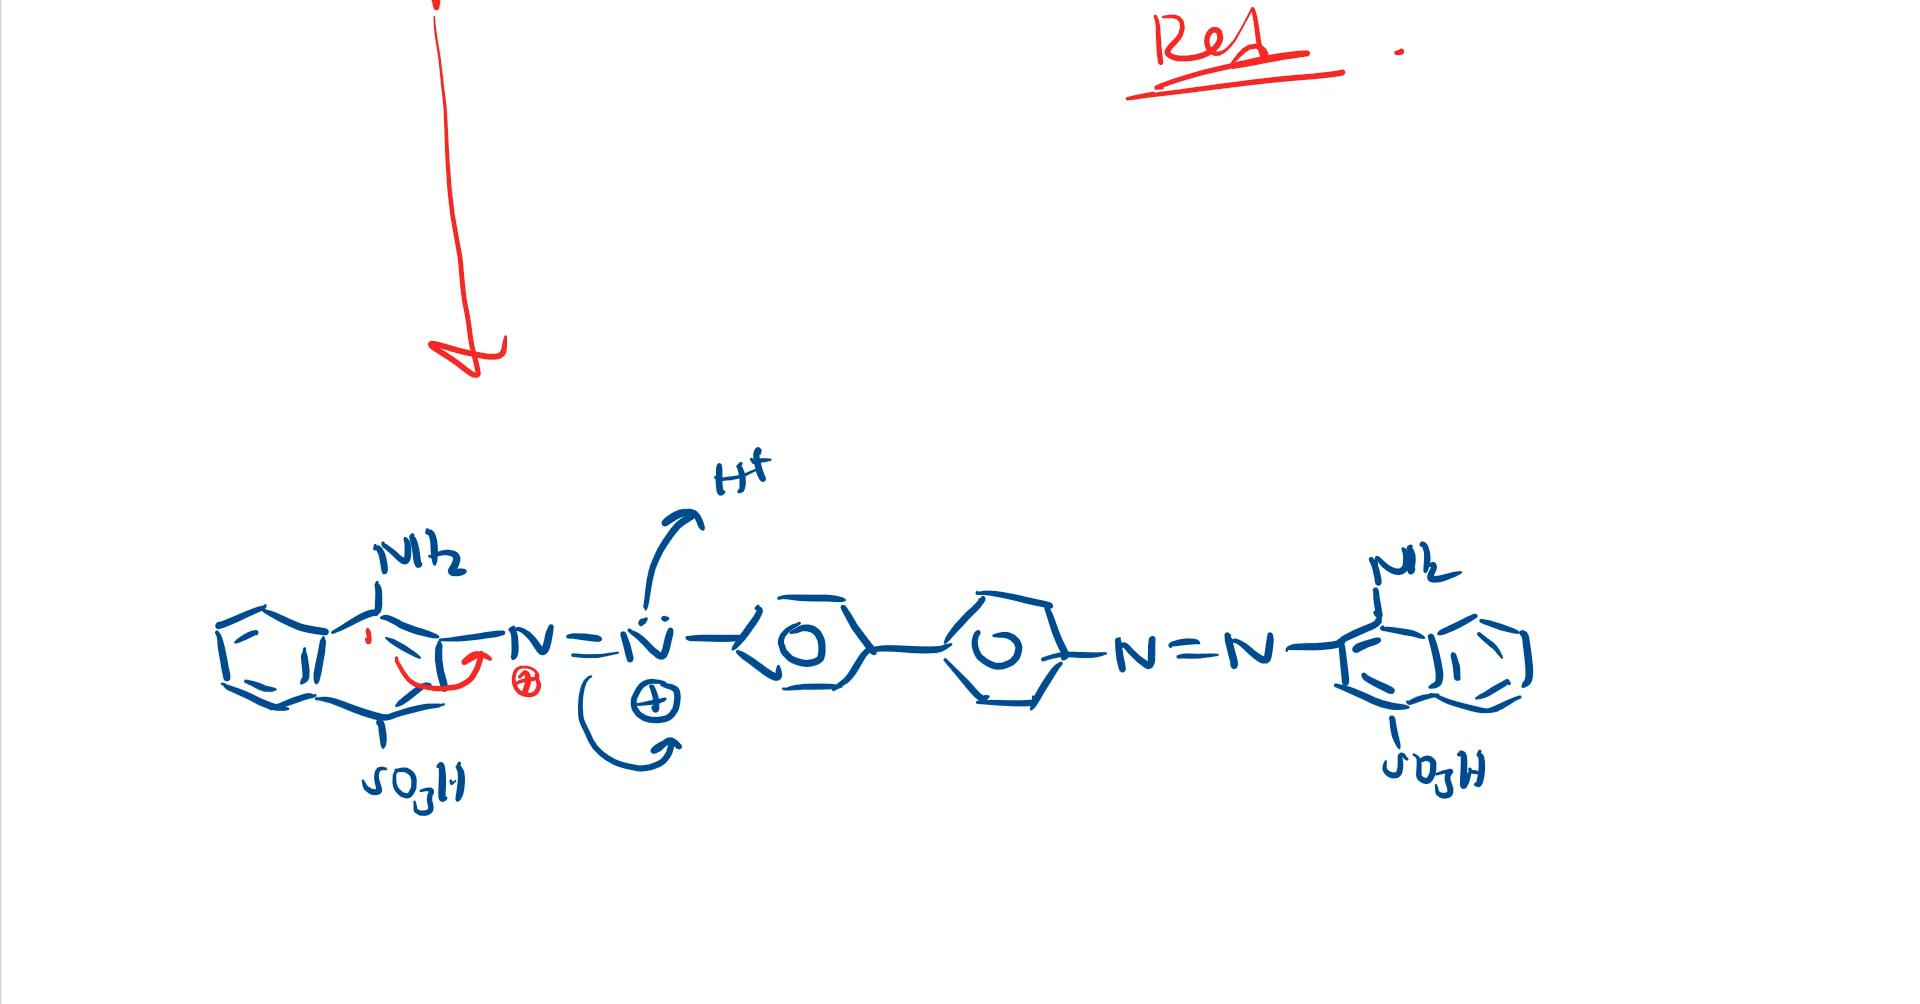 Red
H+
NH2 NH2
N = N N = N
+ +
SO3H SO3H